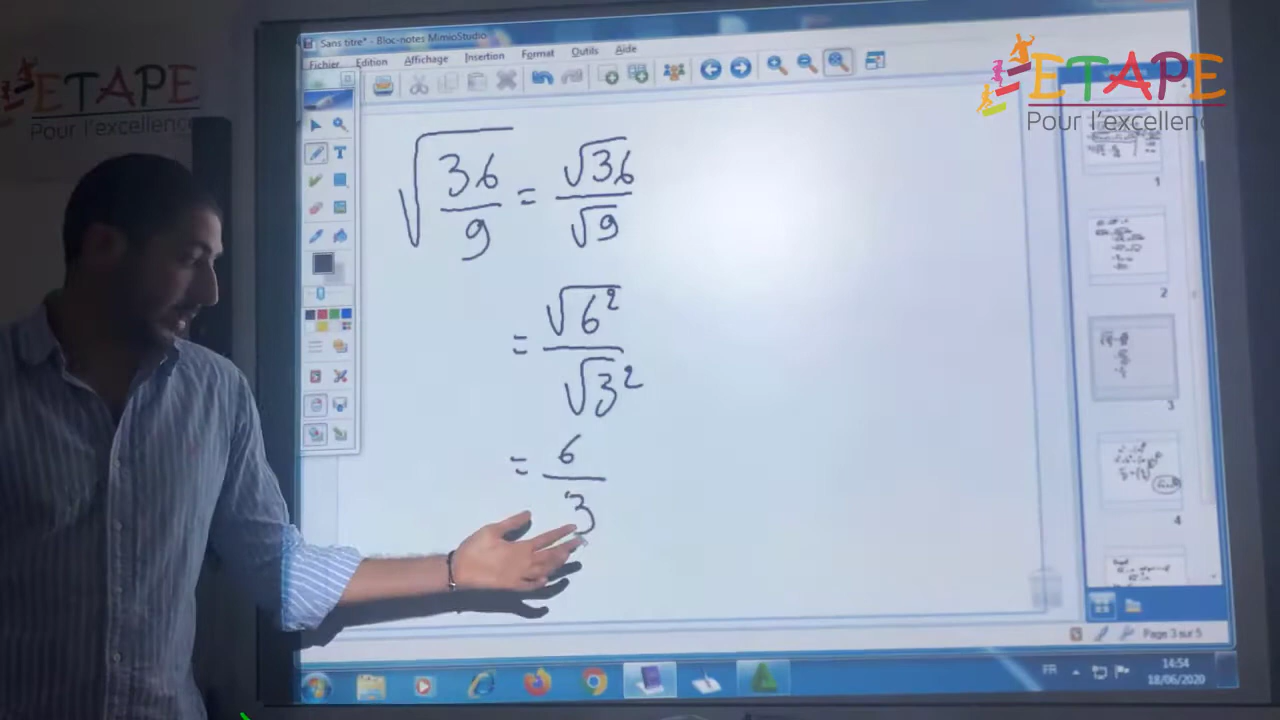 ETAPE
Pour l'excellence
ETAPE
Pour l'excellenc
Sans titre* - Bloc-notes MimioStudio
Fichier Edition Affichage Insertion Format Outils Aide
√(36/9) = √36/√9
= √6²/√3²
= 6/3
1
2
3
4
Page 3 sur 5
FR
14:54
18/06/2020